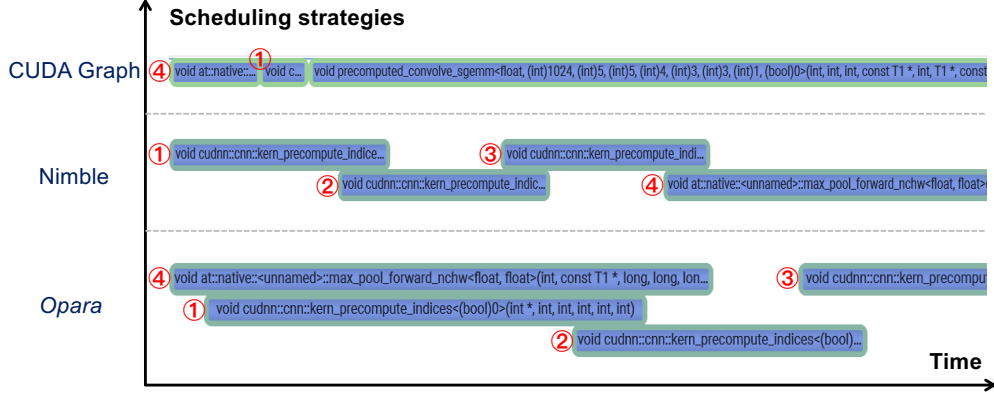 Scheduling strategies
CUDA Graph
④ void at::native::... ① void c... void precomputed_convolve_sgemm<float, (int)1024, (int)5, (int)5, (int)4, (int)3, (int)3, (int)1, (bool)0>(int, int, int, const T1 *, int, T1 *, const
Nimble
① void cudnn::cnn::kern_precompute_indice...
③ void cudnn::cnn::kern_precompute_indi...
② void cudnn::cnn::kern_precompute_indic...
④ void at::native::<unnamed>::max_pool_forward_nchw<float, float>(
Opara
④ void at::native::<unnamed>::max_pool_forward_nchw<float, float>(int, const T1 *, long, long, lon...
③ void cudnn::cnn::kern_precomput
① void cudnn::cnn::kern_precompute_indices<(bool)0>(int *, int, int, int, int, int)
② void cudnn::cnn::kern_precompute_indices<(bool)...
Time